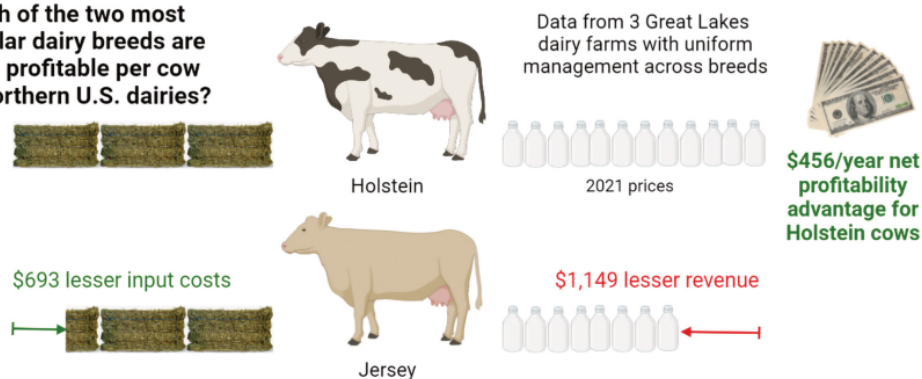 of the two most
dairy breeds are
profitable per cow
U.S. dairies?
Data from 3 Great Lakes
dairy farms with uniform
management across breeds
Holstein
2021 prices
$456/year net
profitability
advantage for
Holstein cows
$693 lesser input costs
$1,149 lesser revenue
Jersey